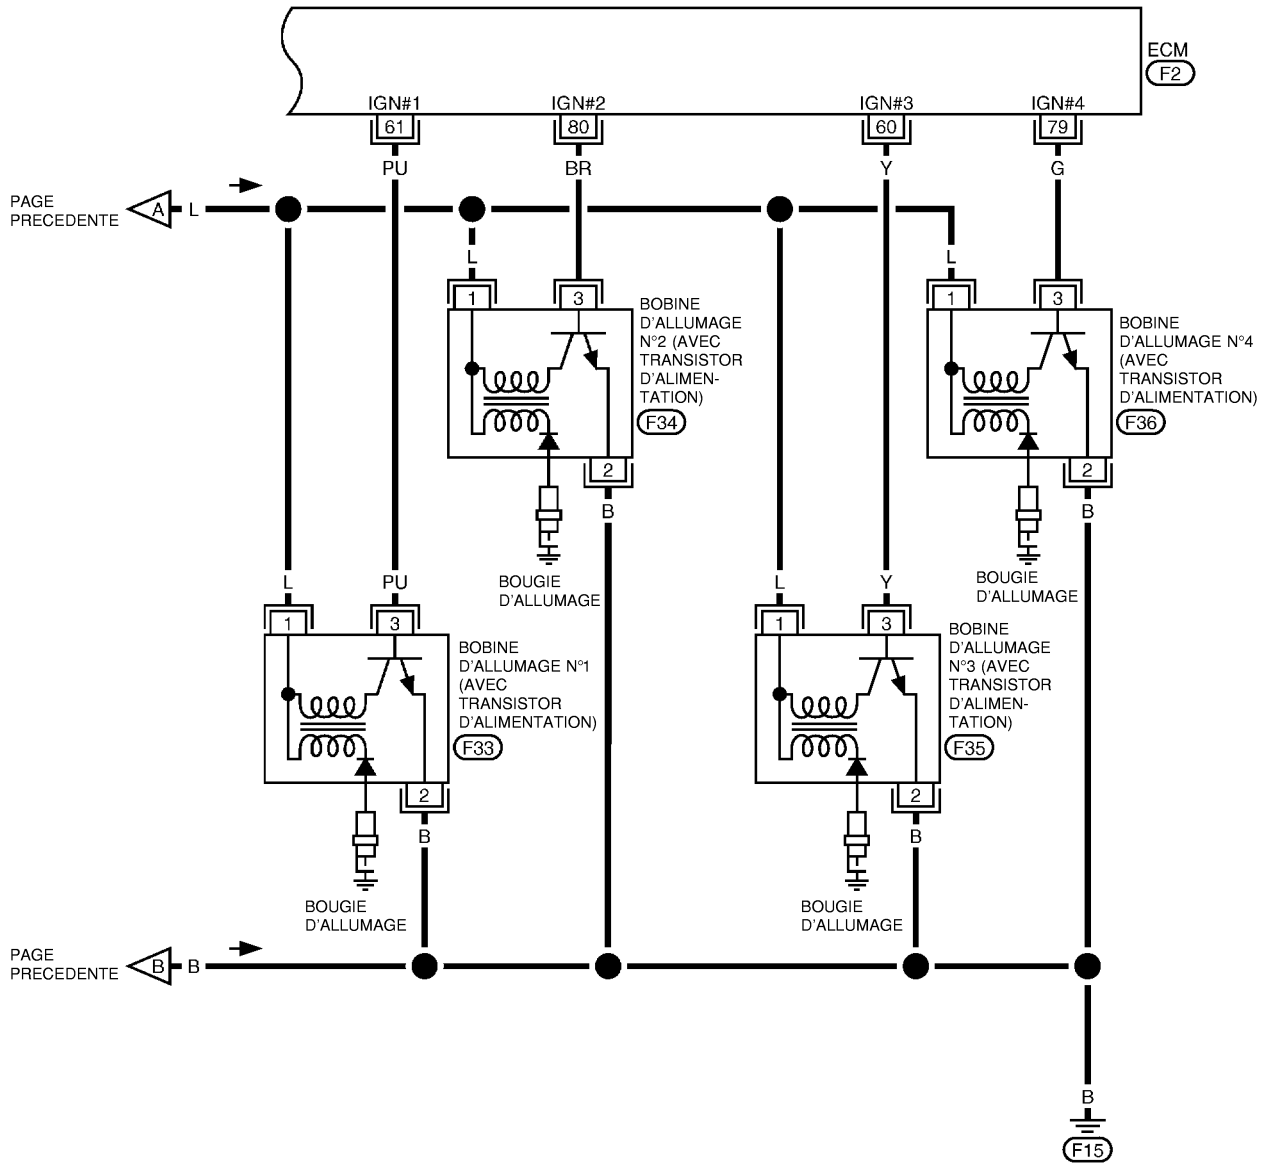 ECM
F2
IGN#1
IGN#2
IGN#3
IGN#4
61
80
60
79
PU
BR
Y
G
PAGE
PRECEDENTE
A
L
L
L
1
3
1
3
BOBINE
D'ALLUMAGE
N°2 (AVEC
TRANSISTOR
D'ALIMEN-
TATION)
F34
BOBINE
D'ALLUMAGE N°4
(AVEC
TRANSISTOR
D'ALIMENTATION)
F36
2
2
B
B
BOUGIE
D'ALLUMAGE
BOUGIE
D'ALLUMAGE
L
PU
L
Y
1
3
1
3
BOBINE
D'ALLUMAGE N°1
(AVEC
TRANSISTOR
D'ALIMENTATION)
F33
BOBINE
D'ALLUMAGE
N°3 (AVEC
TRANSISTOR
D'ALIMEN-
TATION)
F35
2
2
B
B
BOUGIE
D'ALLUMAGE
BOUGIE
D'ALLUMAGE
PAGE
PRECEDENTE
B
B
B
F15